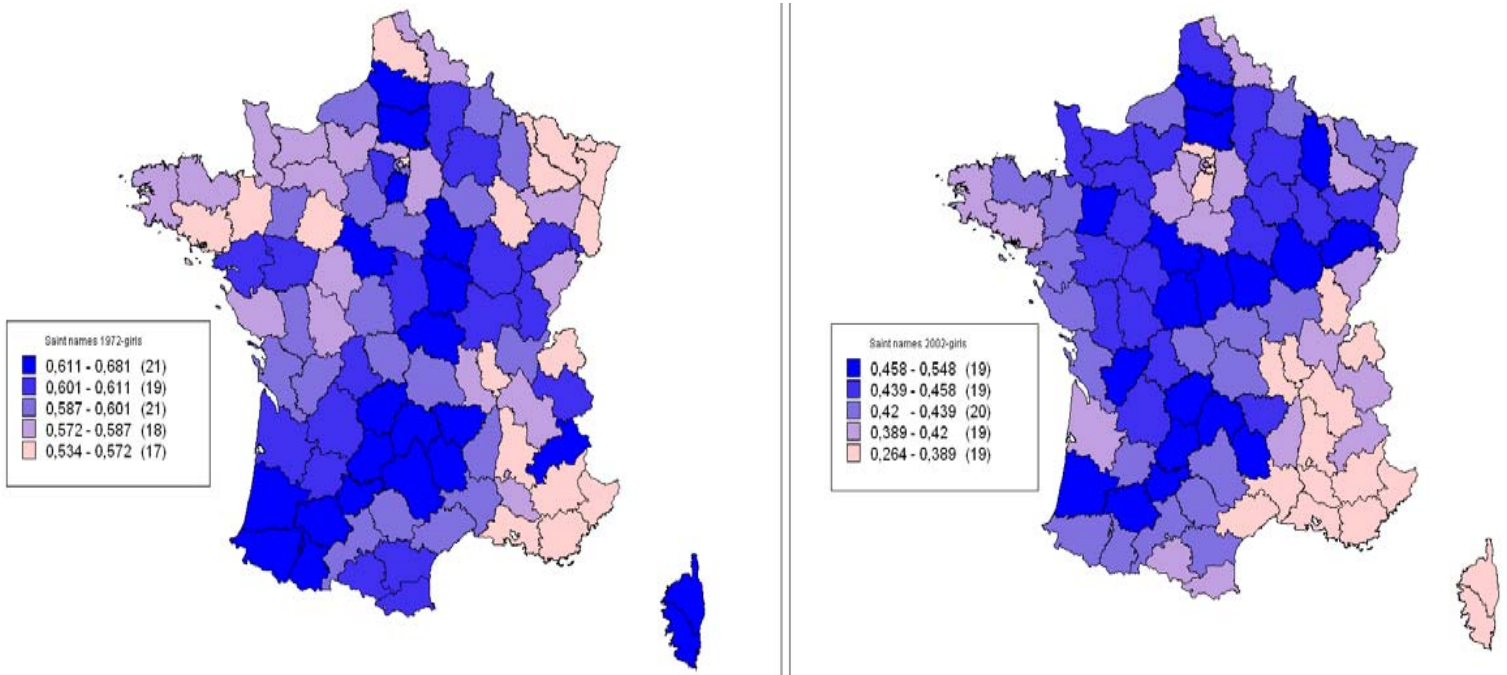 Saint names 1972-girls
0,611 - 0,681 (21)
0,601 - 0,611 (19)
0,587 - 0,601 (21)
0,572 - 0,587 (18)
0,534 - 0,572 (17)
Saint names 2002-girls
0,458 - 0,548 (19)
0,439 - 0,458 (19)
0,42 - 0,439 (20)
0,389 - 0,42 (19)
0,264 - 0,389 (19)